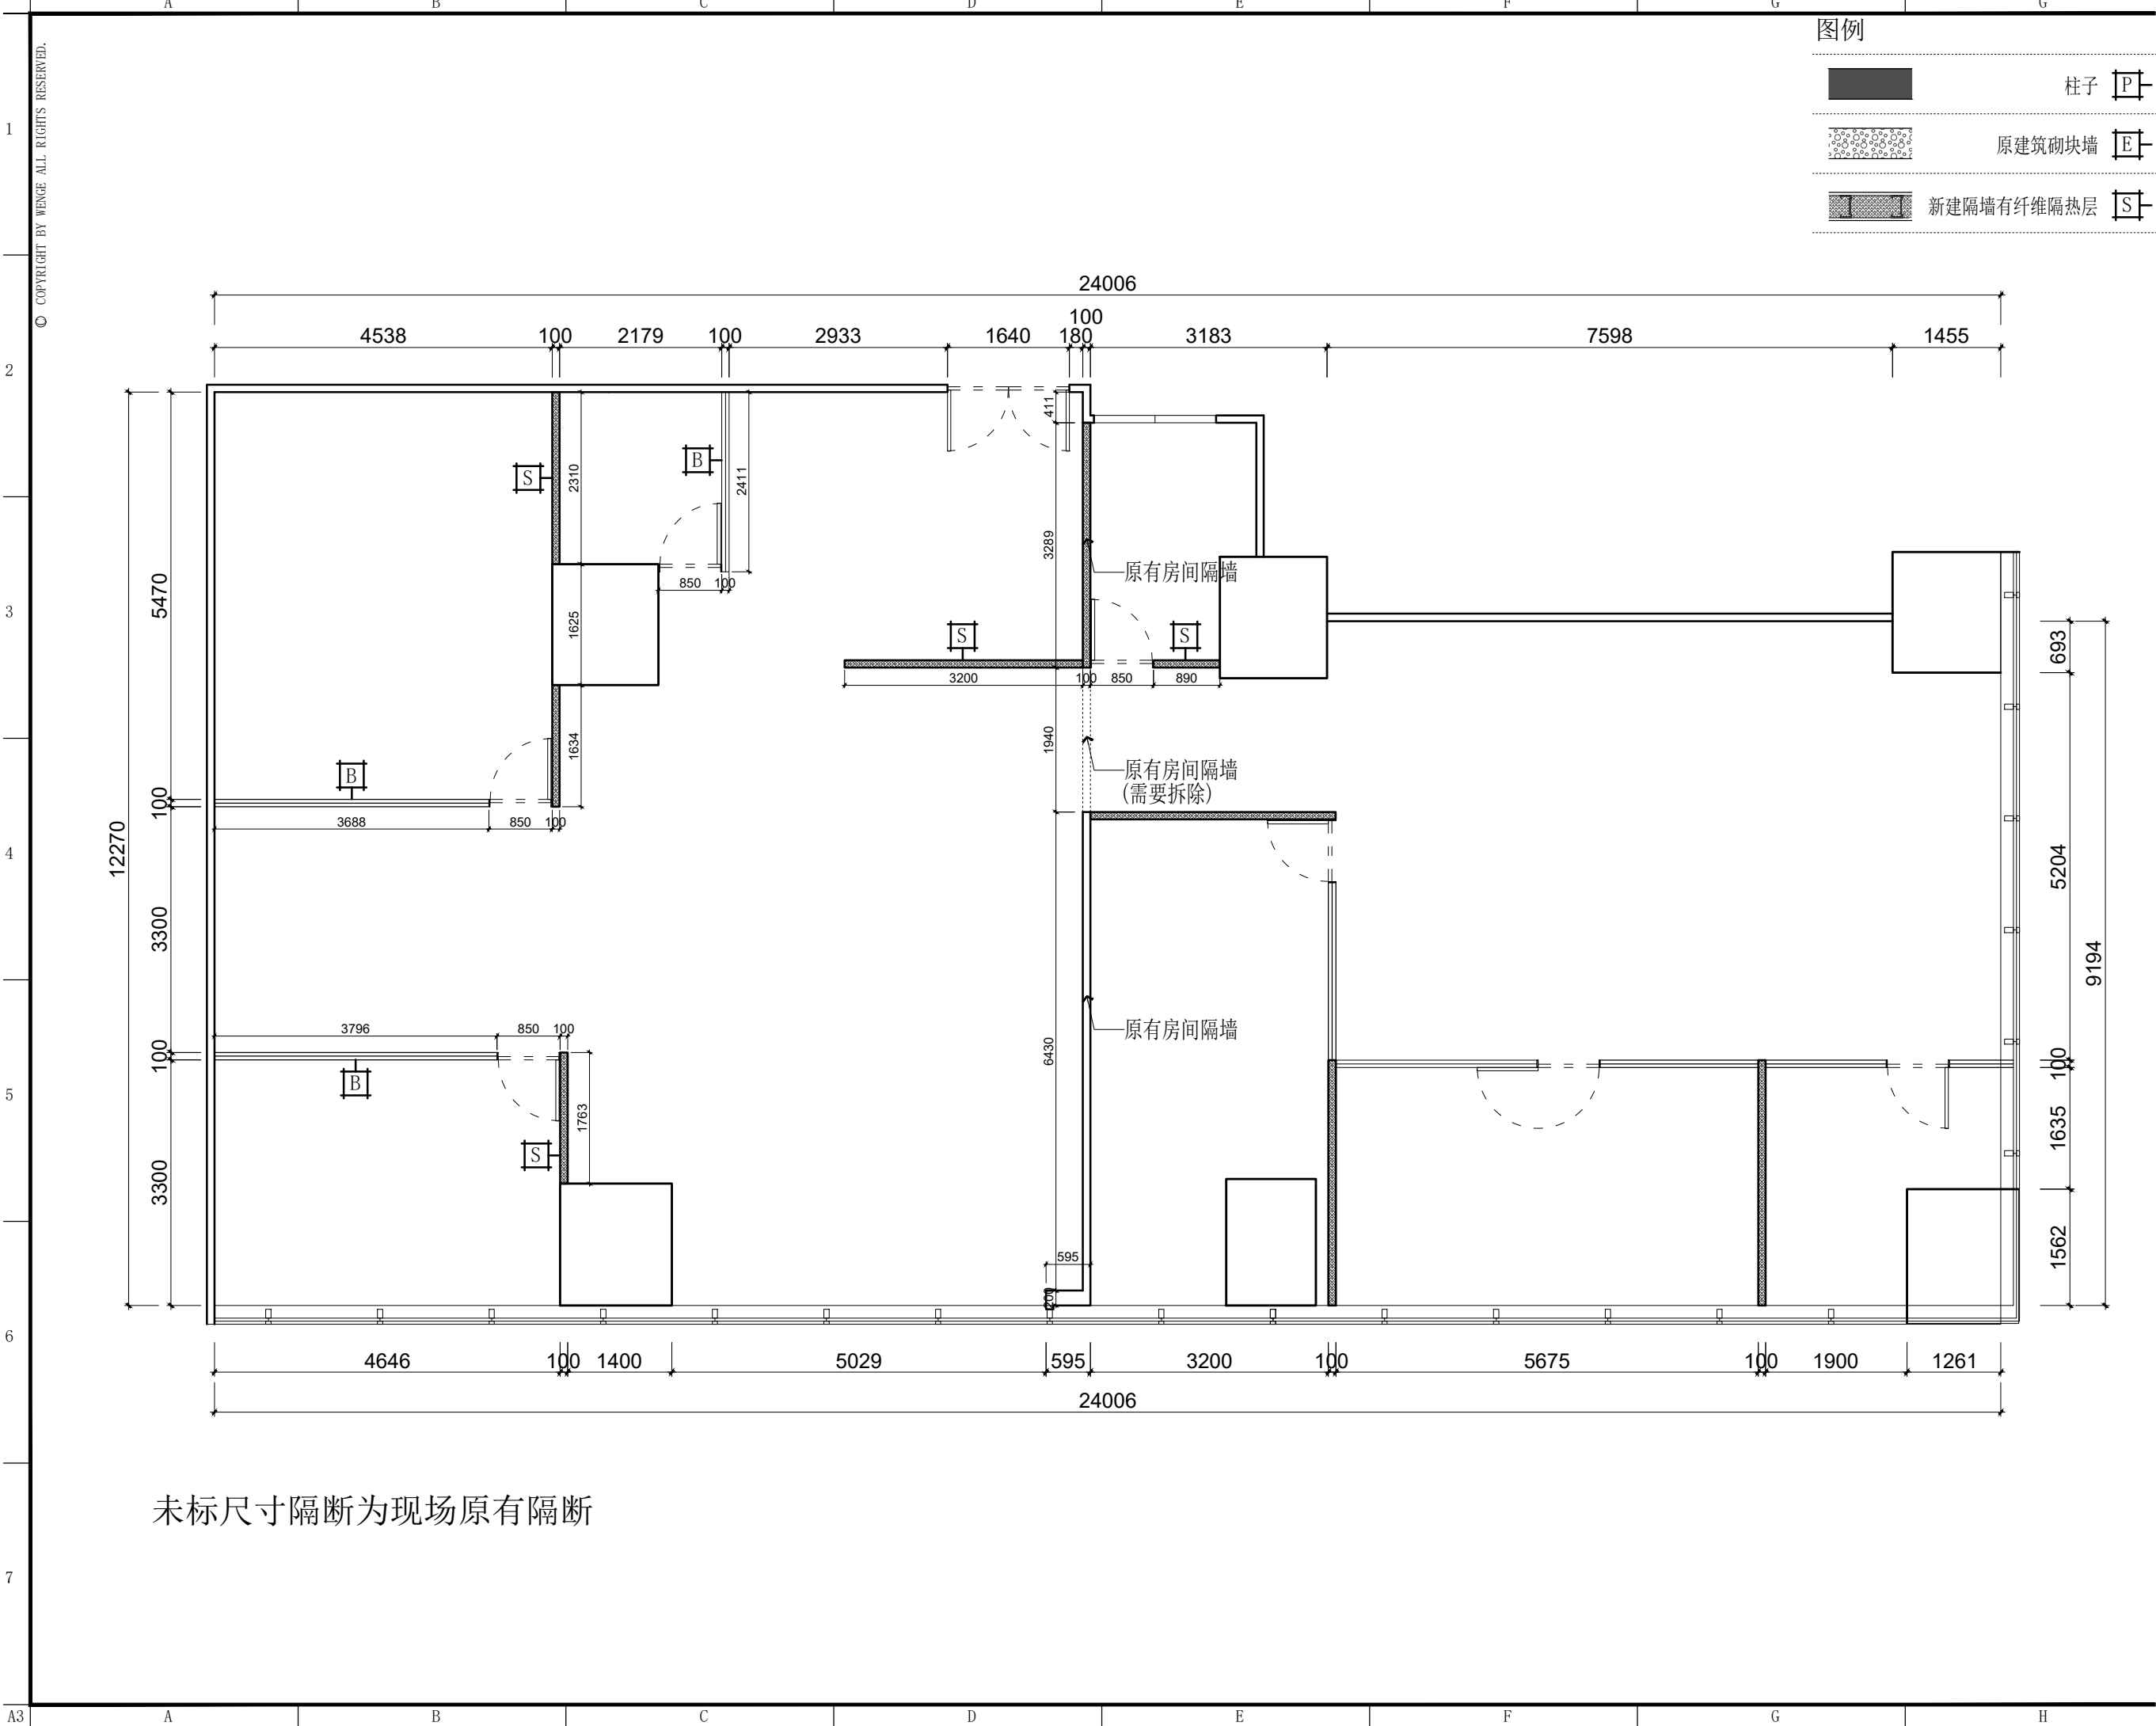 A B C D E F G G
© COPYRIGHT BY WENGE ALL RIGHTS RESERVED.
图例
柱子 P
原建筑砌块墙 E
新建隔墙有纤维隔热层 S
1
2
3
4
5
6
7
24006
100
4538 100 2179 100 2933 1640 180 3183 7598 1455
411
2310
B
2411
S
3289
原有房间隔墙
850 100
5470
1625
S
S
693
3200 100 850 890
1634
1940
原有房间隔墙
(需要拆除)
B
100
3688 850 100
12270
5204
3300
9194
原有房间隔墙
3796 850 100
100
6430
100
B
1763
1635
S
3300
595
1562
200
4646 100 1400 5029 595 3200 100 5675 100 1900 1261
24006
未标尺寸隔断为现场原有隔断
A3 A B C D E F G H